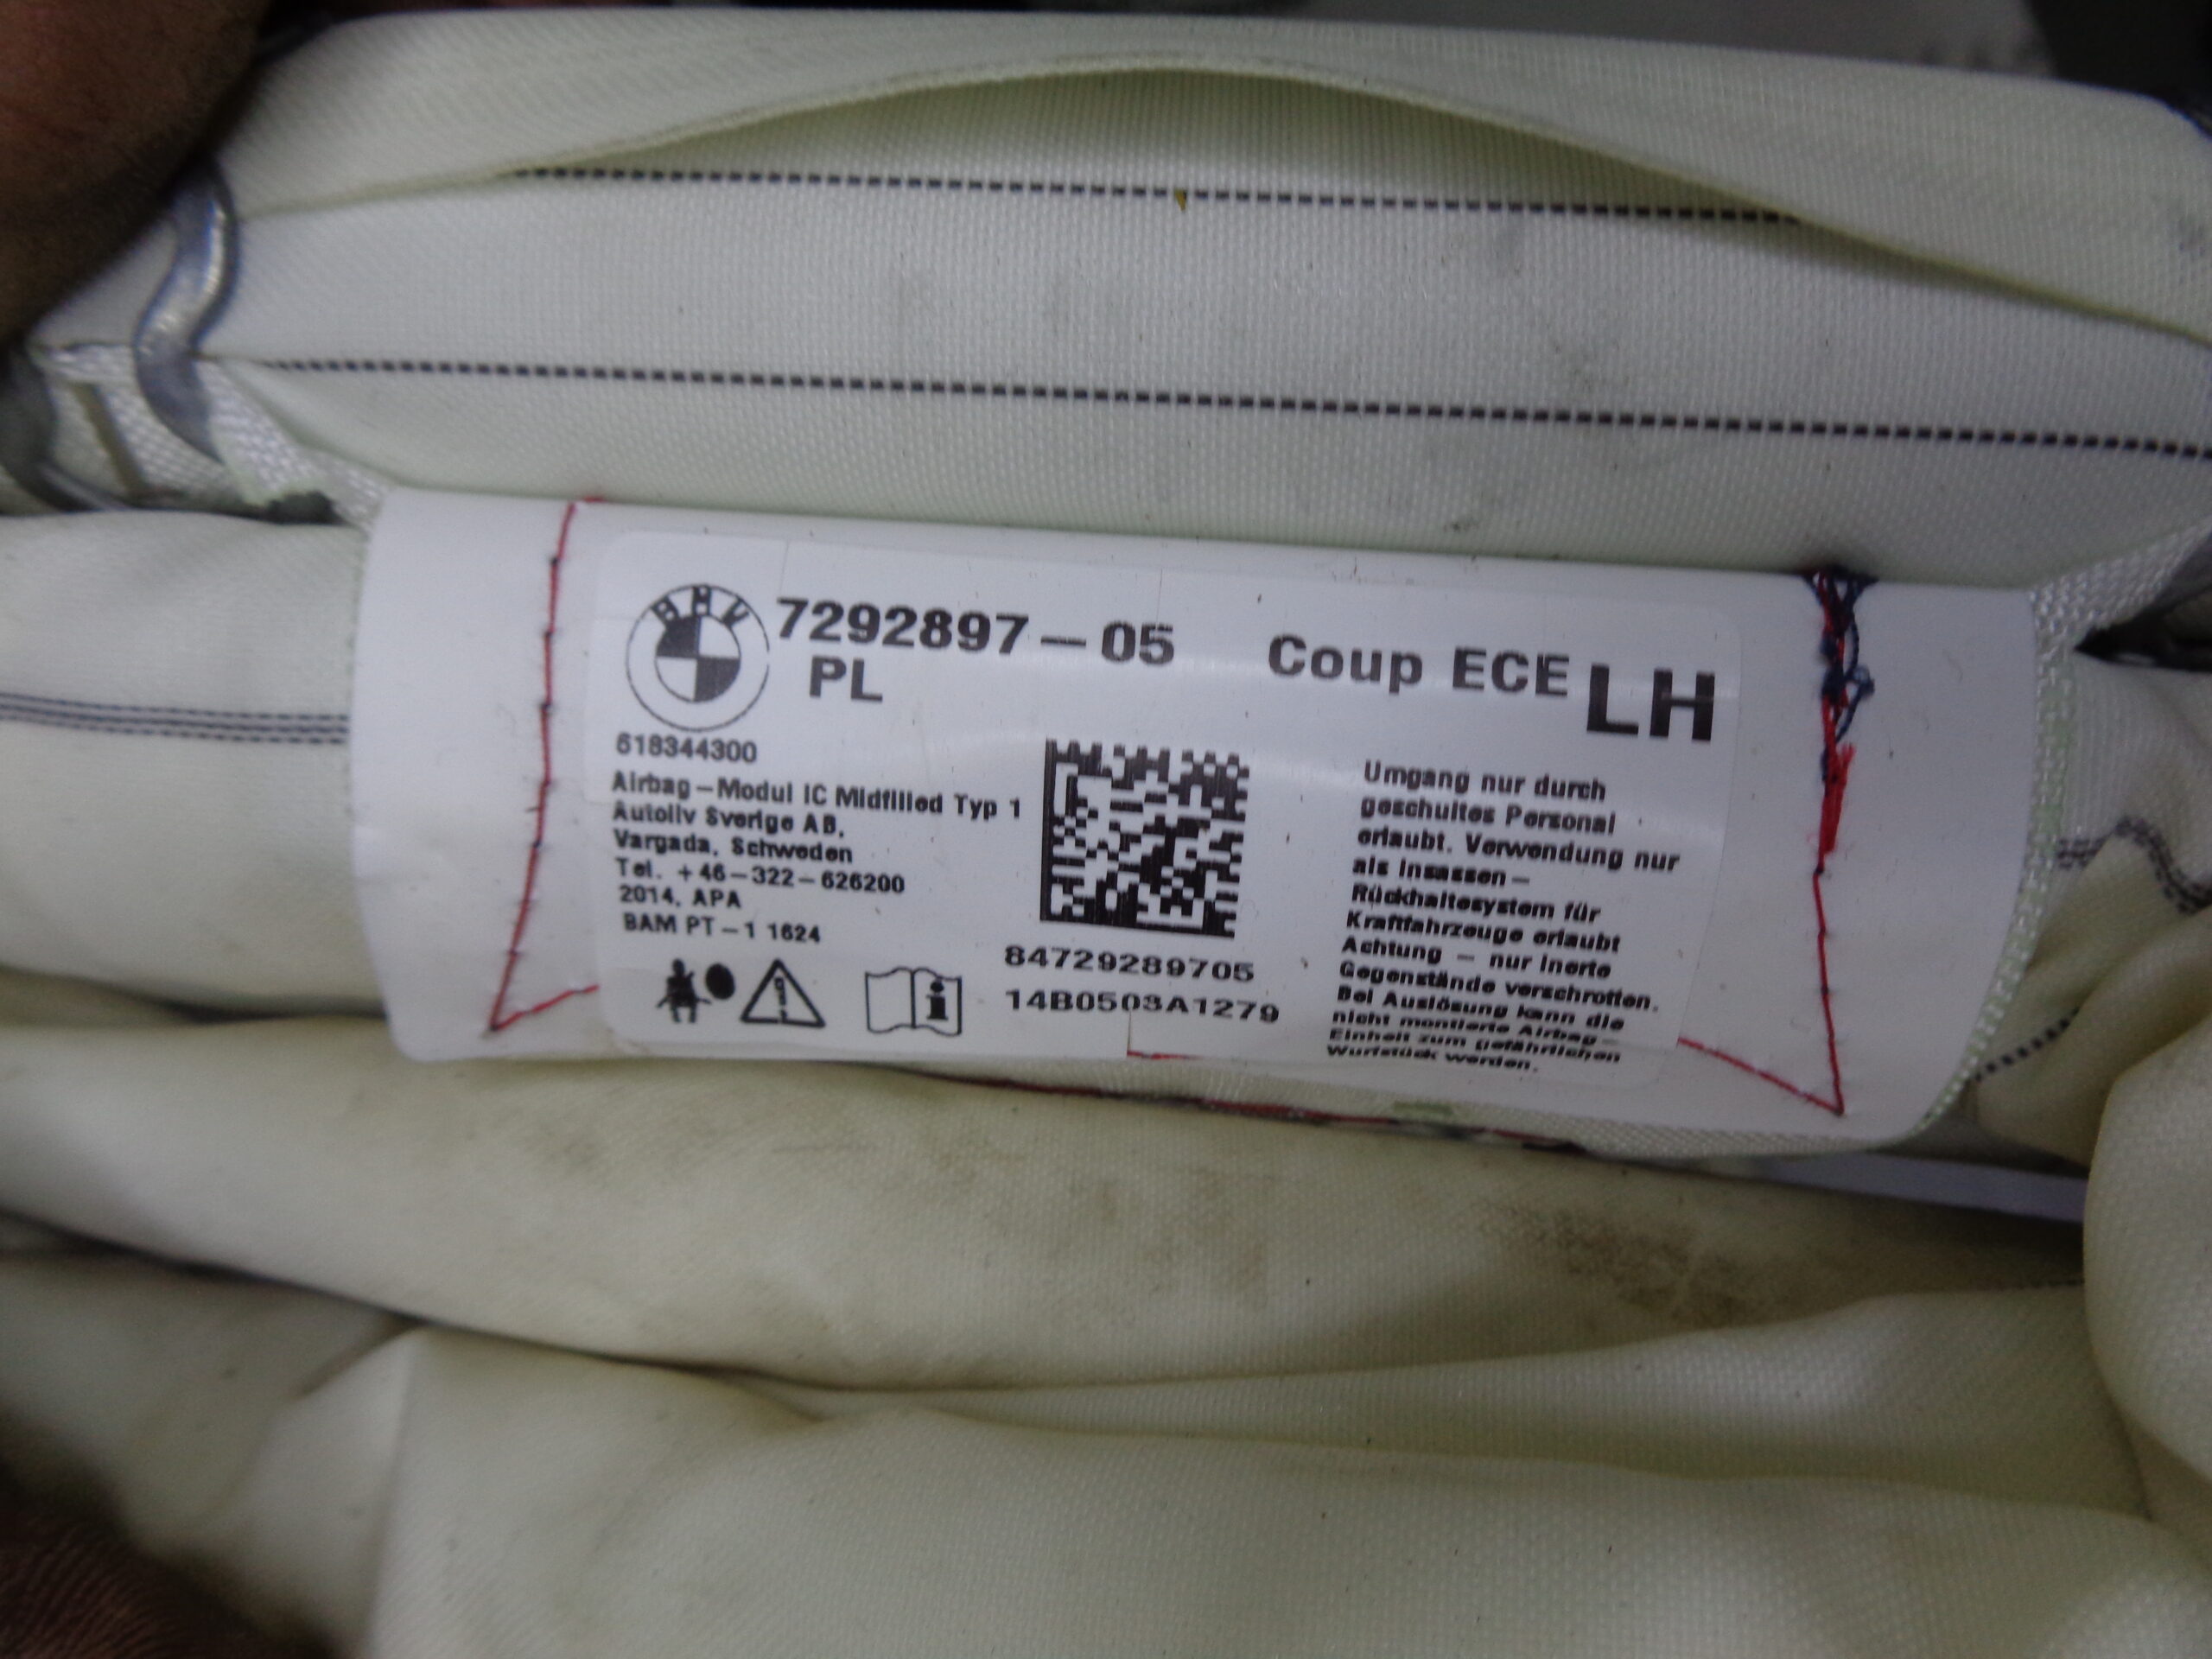 BMW
7292897-05 Coup ECE LH
PL
618344300
Airbag-Modul IC Midfilled Typ 1
Autoliv Sverige AB,
Vargada, Schweden
Tel. +46-322-626200
2014, APA
BAM PT-1 1624
84729289705
14B0503A1279
Umgang nur durch
geschultes Personal
erlaubt. Verwendung nur
als Insassen-
Rückhaltesystem für
Kraftfahrzeuge erlaubt
Achtung - nur inerte
Gegenstände verschrotten.
Bei Auslösung kann die
nicht montierte Airbag-
Einheit zum gefährlichen
Wurfstück werden.